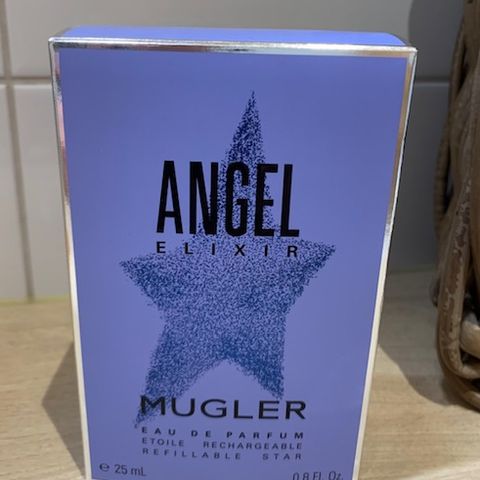 ANGEL
ELIXIR
MUGLER
EAU DE PARFUM
ETOILE RECHARGEABLE
REFILLABLE STAR
℮ 25 mL 0.8 Fl. Oz.